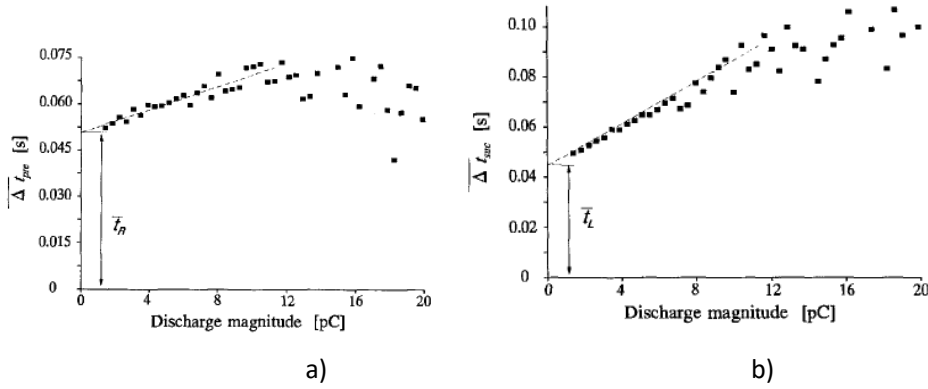 0.075
0.060
0.045
0.030
0.015
0
Δ t_pre [s]
t_R
0 4 8 12 16 20
Discharge magnitude [pC]
a)
0.10
0.08
0.06
0.04
0.02
0
Δ t_suc [s]
t_L
0 4 8 12 16 20
Discharge magnitude [pC]
b)